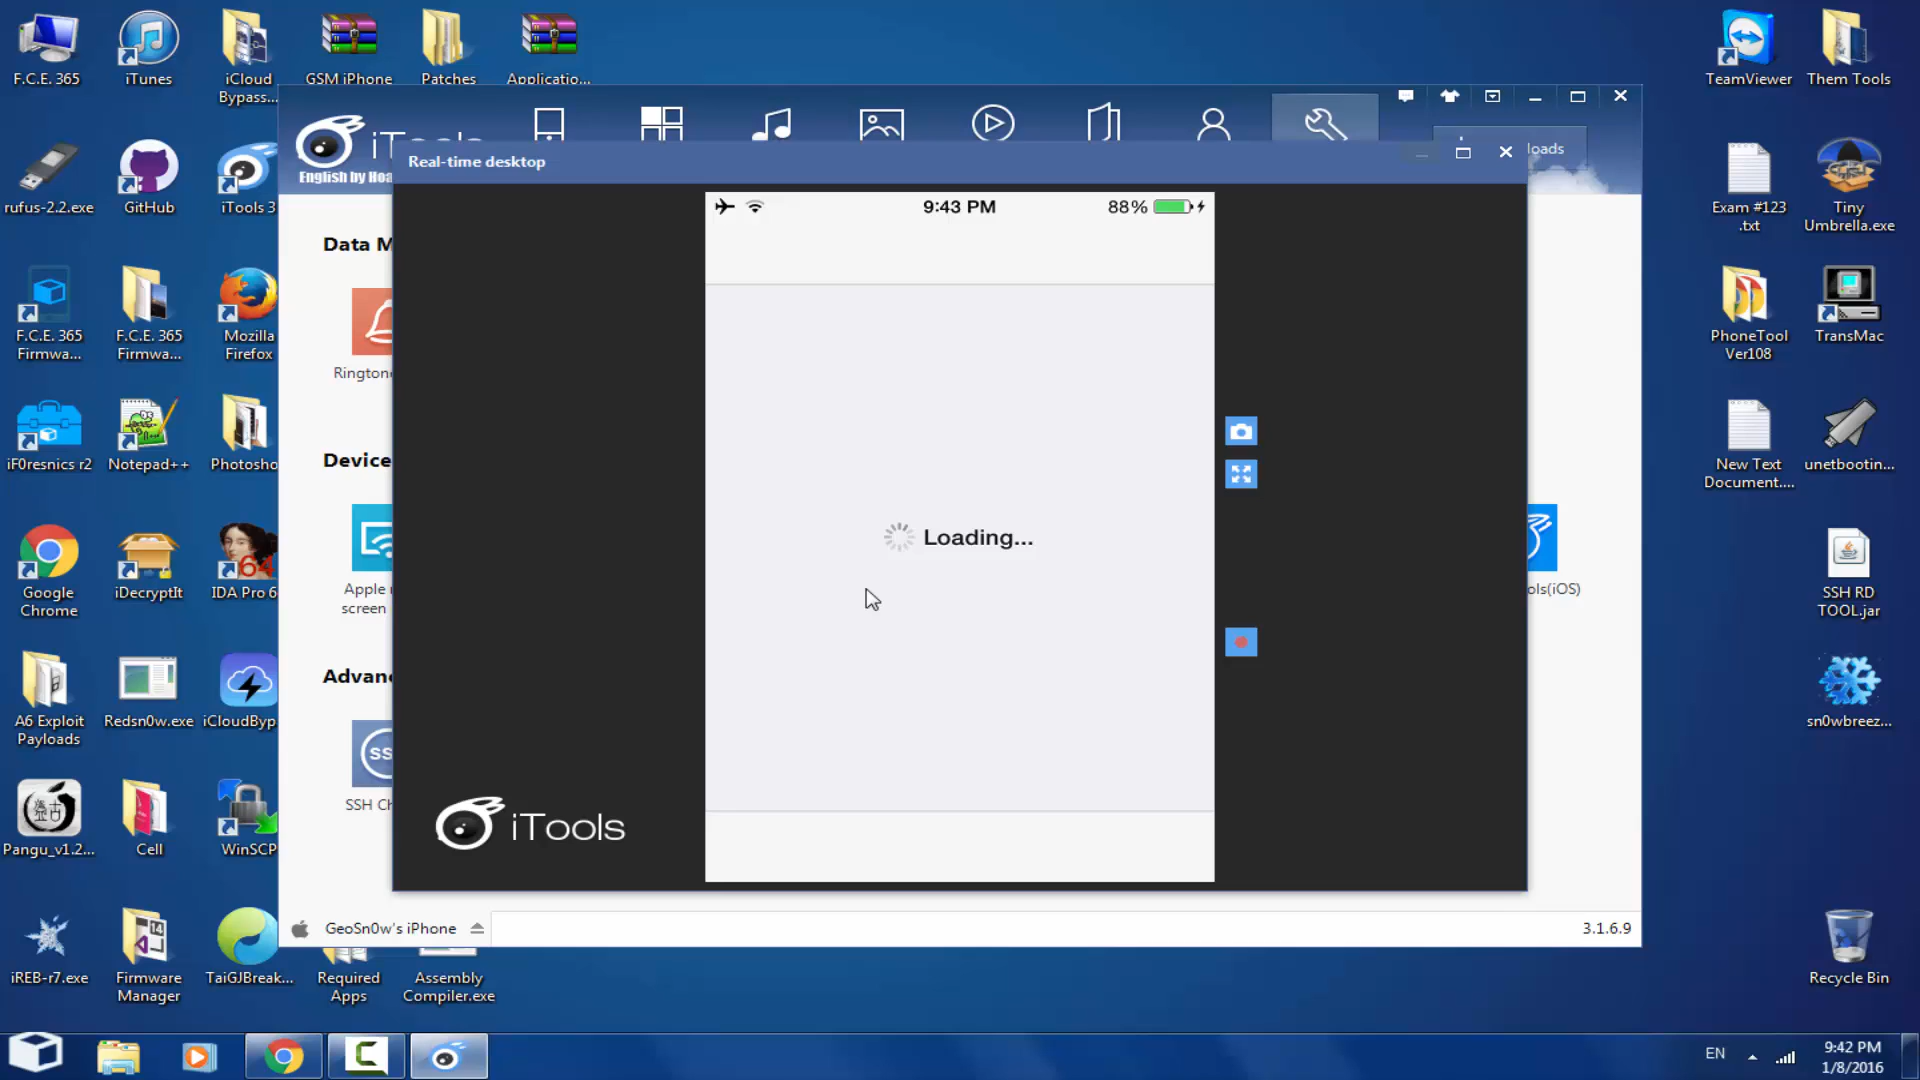 F.C.E. 365
iTunes
iCloud
Bypass...
GSM iPhone
Patches
Applicatio...
TeamViewer
Them Tools
iTools
English by Hoa
loads
Real-time desktop
rufus-2.2.exe
GitHub
iTools 3
Exam #123
.txt
Tiny
Umbrella.exe
9:43 PM
88%
Data M
Rington
F.C.E. 365
Firmwa...
F.C.E. 365
Firmwa...
Mozilla
Firefox
PhoneTool
Ver108
TransMac
iF0resnics r2
Notepad++
Photosho
Device
New Text
Document....
unetbootin...
Loading...
Google
Chrome
iDecryptIt
64
IDA Pro 6
Apple
screen
ols(iOS)
SSH RD
TOOL.jar
Advan
A6 Exploit
Payloads
Redsn0w.exe
iCloudByp
sn0wbreez...
SS
SSH Ch
Pangu_v1.2...
Cell
WinSCP
iTools
GeoSn0w's iPhone
3.1.6.9
iREB-r7.exe
14
Firmware
Manager
TaiGJBreak...
Required
Apps
Assembly
Compiler.exe
Recycle Bin
EN
9:42 PM
1/8/2016